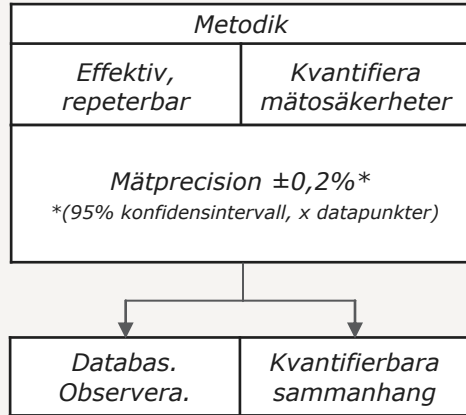 Metodik
Effektiv,
repeterbar
Kvantifiera
mätosäkerheter
Mätprecision ±0,2%*
*(95% konfidensintervall, x datapunkter)
Databas.
Observera.
Kvantifierbara
sammanhang